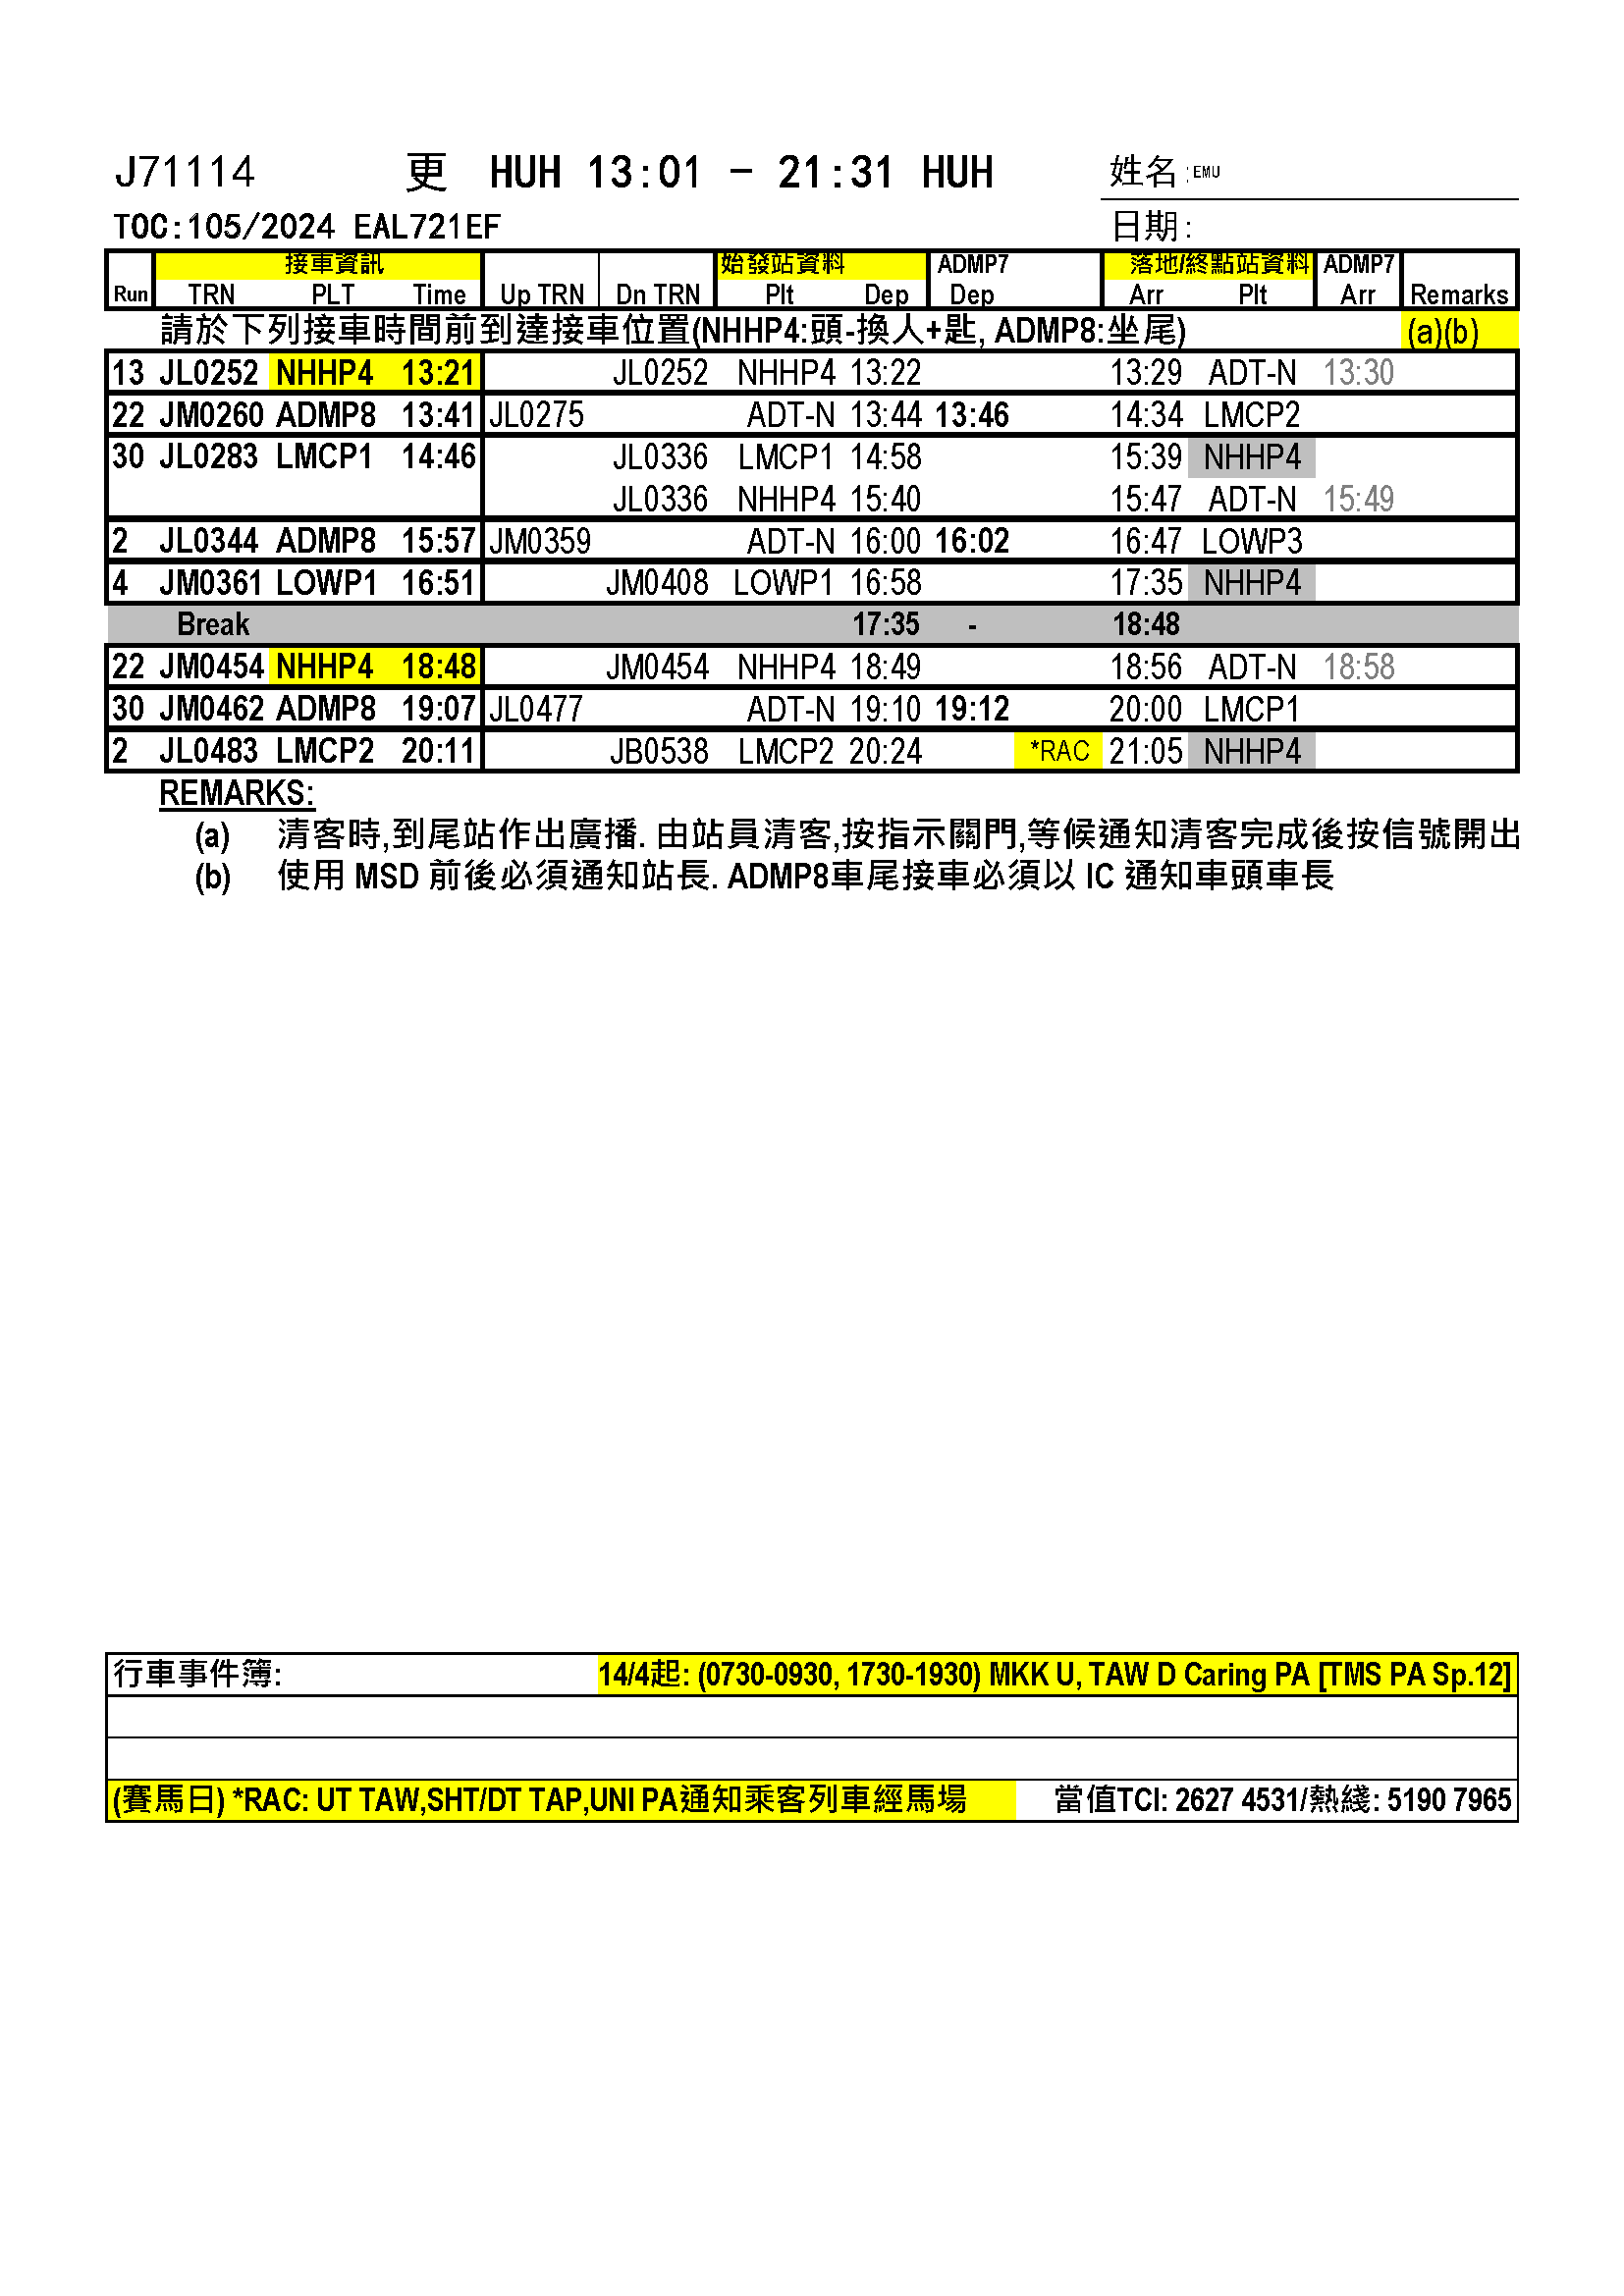 J71114 更 HUH 13:01 - 21:31 HUH 姓名:EMU
TOC:105/2024 EAL721EF 日期:
接車資訊 始發站資料 ADMP7 落地/終點站資料 ADMP7
Run TRN PLT Time Up TRN Dn TRN Plt Dep Dep Arr Plt Arr Remarks
請於下列接車時間前到達接車位置(NHHP4:頭-換人+匙, ADMP8:坐尾) (a)(b)
13 JL0252 NHHP4 13:21 JL0252 NHHP4 13:22 13:29 ADT-N 13:30
22 JM0260 ADMP8 13:41 JL0275 ADT-N 13:44 13:46 14:34 LMCP2
30 JL0283 LMCP1 14:46 JL0336 LMCP1 14:58 15:39 NHHP4
JL0336 NHHP4 15:40 15:47 ADT-N 15:49
2 JL0344 ADMP8 15:57 JM0359 ADT-N 16:00 16:02 16:47 LOWP3
4 JM0361 LOWP1 16:51 JM0408 LOWP1 16:58 17:35 NHHP4
Break 17:35 - 18:48
22 JM0454 NHHP4 18:48 JM0454 NHHP4 18:49 18:56 ADT-N 18:58
30 JM0462 ADMP8 19:07 JL0477 ADT-N 19:10 19:12 20:00 LMCP1
2 JL0483 LMCP2 20:11 JB0538 LMCP2 20:24 *RAC 21:05 NHHP4
REMARKS:
(a) 清客時,到尾站作出廣播. 由站員清客,按指示關門,等候通知清客完成後按信號開出
(b) 使用 MSD 前後必須通知站長. ADMP8車尾接車必須以 IC 通知車頭車長
行車事件簿: 14/4起: (0730-0930, 1730-1930) MKK U, TAW D Caring PA [TMS PA Sp.12]
(賽馬日) *RAC: UT TAW,SHT/DT TAP,UNI PA通知乘客列車經馬場 當值TCI: 2627 4531/熱綫: 5190 7965